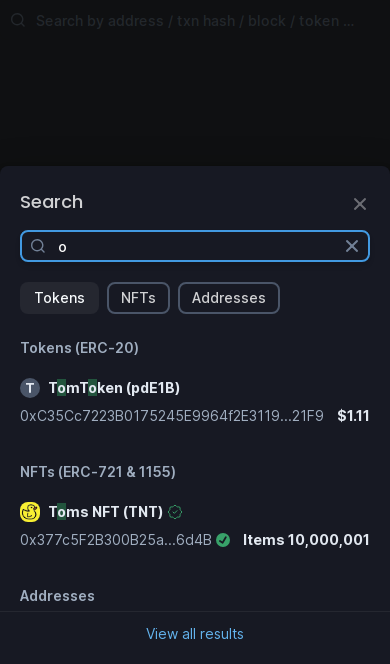 Search by address / txn hash / block / token ...
Search
o
Tokens
NFTs
Addresses
Tokens (ERC-20)
T TomToken (pdE1B)
0xC35Cc7223B0175245E9964f2E3119...21F9 $1.11
NFTs (ERC-721 & 1155)
Toms NFT (TNT)
0x377c5F2B300B25a...6d4B Items 10,000,001
Addresses
View all results